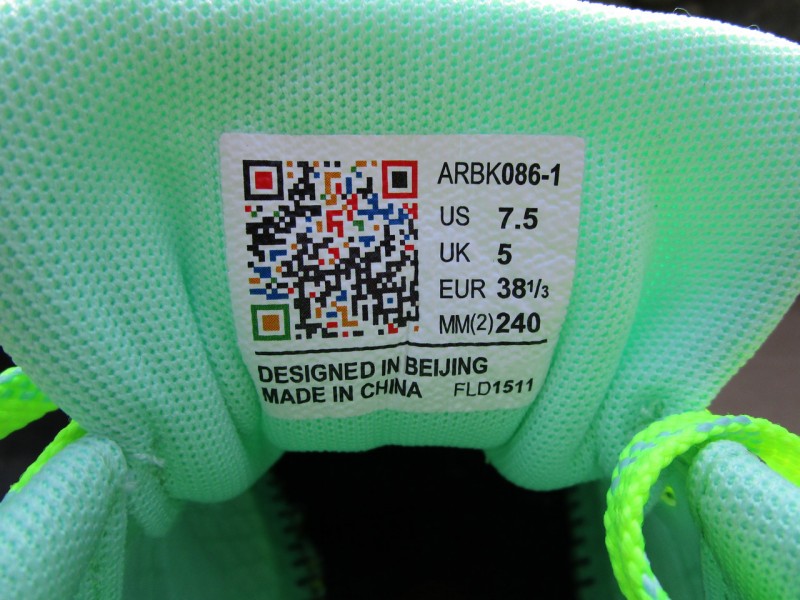 ARBK086-1
US 7.5
UK 5
EUR 38 1/3
MM(2) 240
DESIGNED IN BEIJING
MADE IN CHINA FLD1511